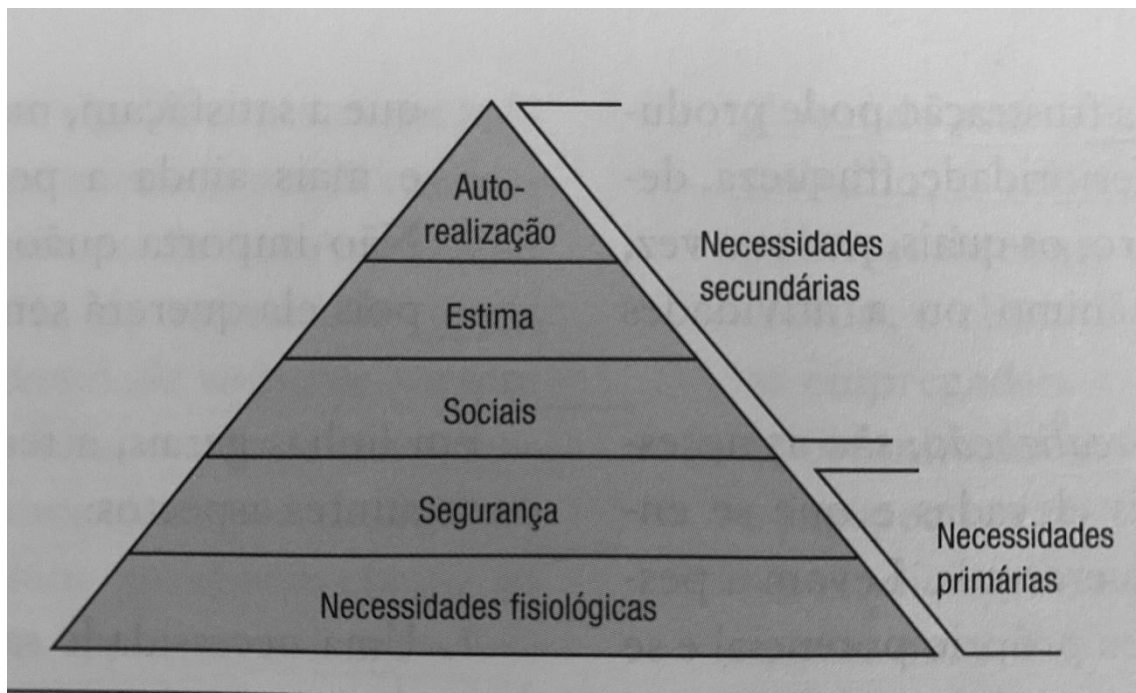 Auto-
realização
Estima
Sociais
Segurança
Necessidades fisiológicas
Necessidades
secundárias
Necessidades
primárias